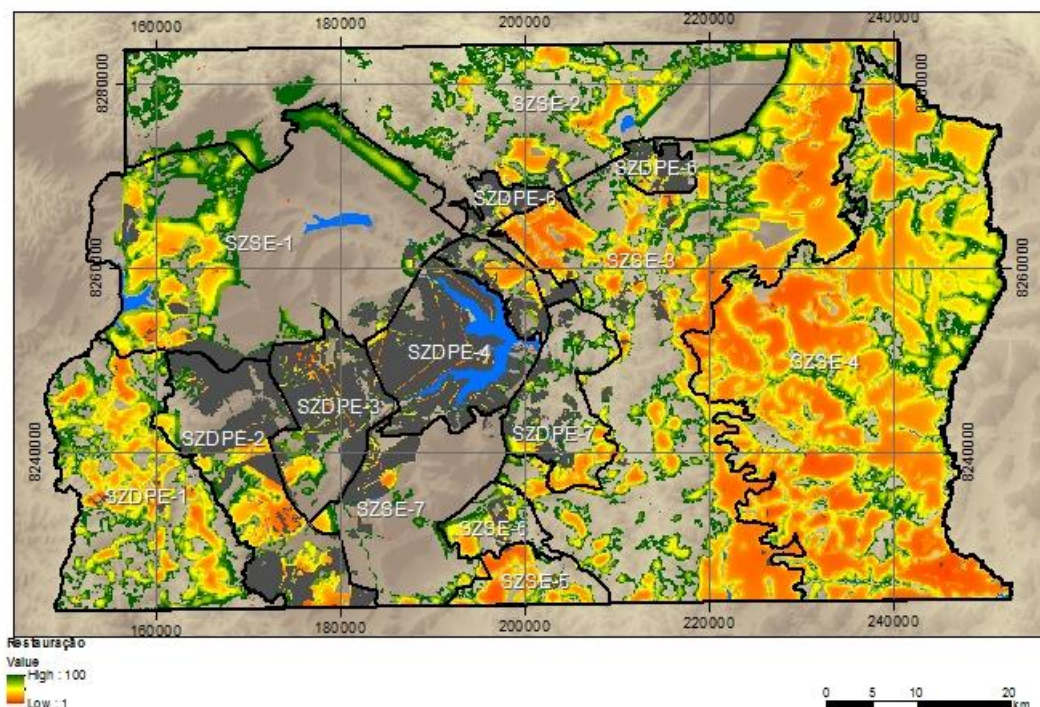 160000 180000 200000 220000 240000
8280000 8280000
SZSE-2
SZDPE-6
SZDPE-6
SZSE-1 SZSE-3
8260000 8260000
SZDPE-4 SZSE-4
SZDPE-3
SZDPE-2 SZDPE-7
8240000 8240000
SZDPE-1
SZSE-7
SZSE-6
SZSE-5
160000 180000 200000 220000 240000
Restauração
Value
High : 100
Low : 1
0 5 10 20
km